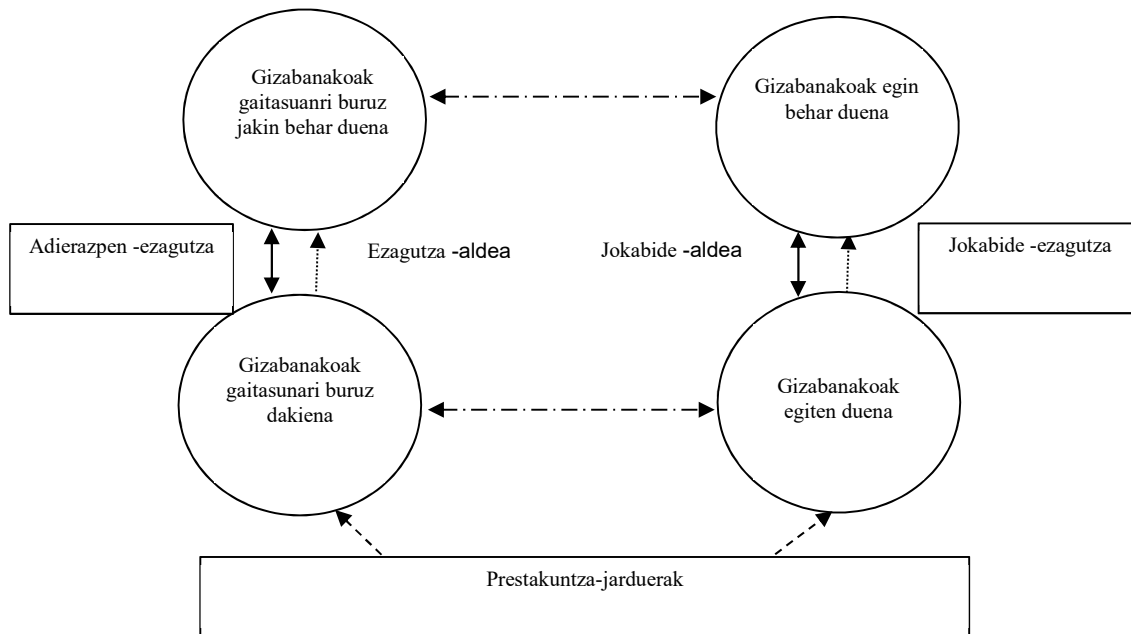 Gizabanakoak
gaitasuanri buruz
jakin behar duena
Gizabanakoak egin
behar duena
Adierazpen -ezagutza
Ezagutza -aldea
Jokabide -aldea
Jokabide -ezagutza
Gizabanakoak
gaitasunari buruz
dakiena
Gizabanakoak
egiten duena
Prestakuntza-jarduerak